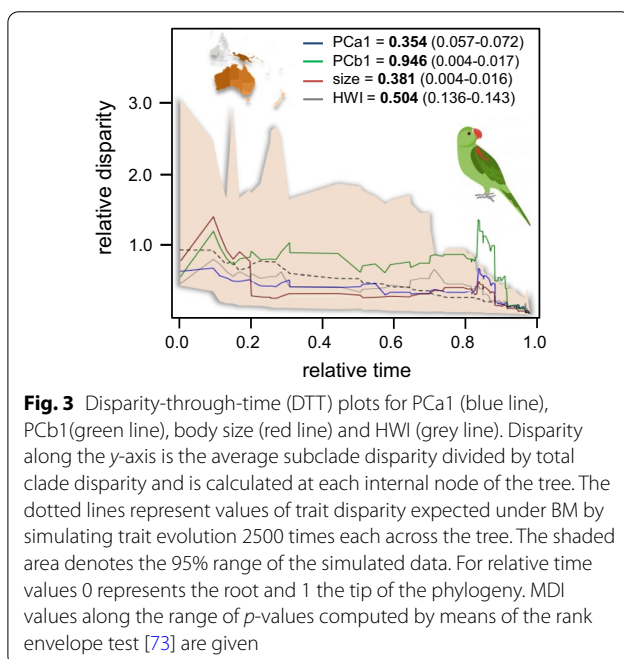 PCa1 = 0.354 (0.057-0.072)
PCb1 = 0.946 (0.004-0.017)
size = 0.381 (0.004-0.016)
HWI = 0.504 (0.136-0.143)
relative disparity
3.0
2.0
1.0
0.0 0.2 0.4 0.6 0.8 1.0
relative time
Fig. 3 Disparity-through-time (DTT) plots for PCa1 (blue line),
PCb1(green line), body size (red line) and HWI (grey line). Disparity
along the y-axis is the average subclade disparity divided by total
clade disparity and is calculated at each internal node of the tree. The
dotted lines represent values of trait disparity expected under BM by
simulating trait evolution 2500 times each across the tree. The shaded
area denotes the 95% range of the simulated data. For relative time
values 0 represents the root and 1 the tip of the phylogeny. MDI
values along the range of p-values computed by means of the rank
envelope test [73] are given